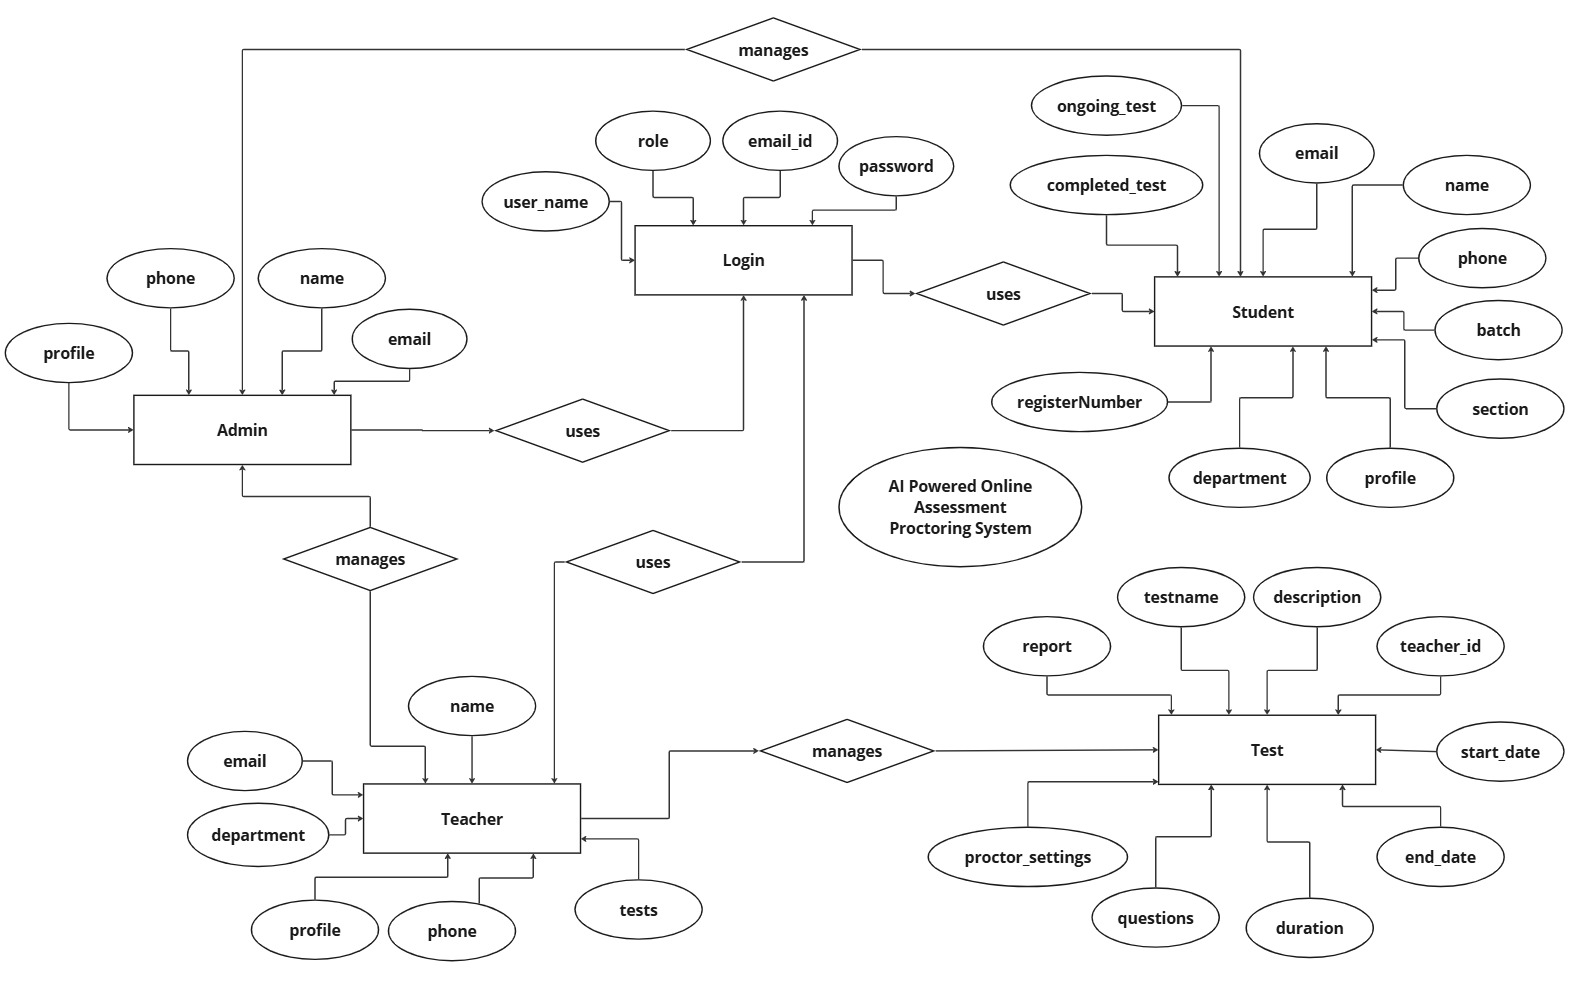 manages
ongoing_test
role
email_id
email
password
completed_test
name
user_name
Login
phone
phone
name
uses
Student
batch
email
profile
registerNumber
section
Admin
uses
department
profile
AI Powered Online
Assessment
Proctoring System
manages
uses
testname
description
report
teacher_id
name
email
manages
Test
start_date
Teacher
department
proctor_settings
end_date
profile
phone
tests
questions
duration